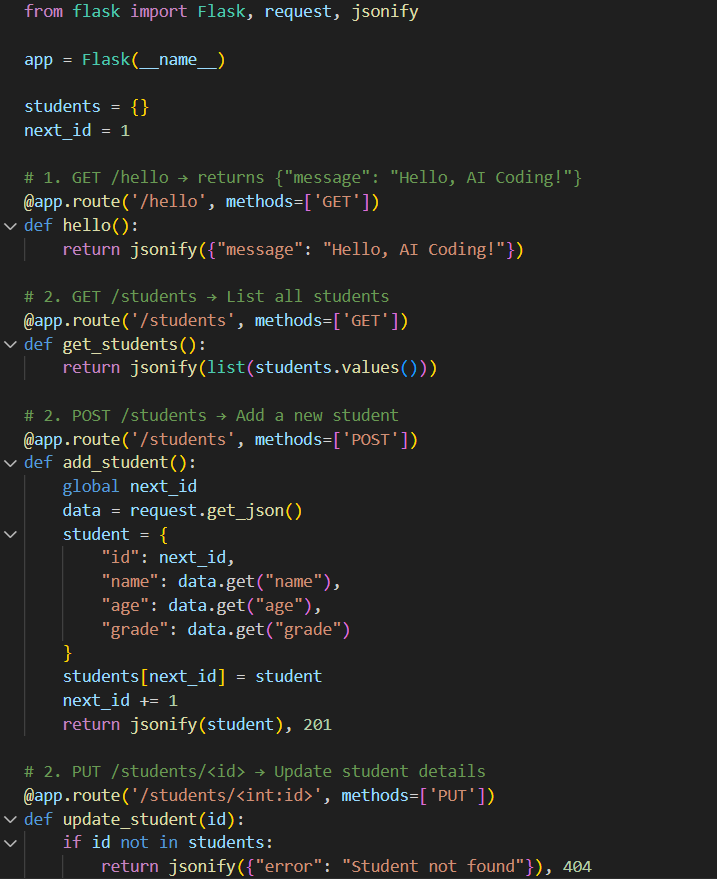 from flask import Flask, request, jsonify
app = Flask(__name__)
students = {}
next_id = 1
# 1. GET /hello → returns {"message": "Hello, AI Coding!"}
@app.route('/hello', methods=['GET'])
def hello():
    return jsonify({"message": "Hello, AI Coding!"})
# 2. GET /students → List all students
@app.route('/students', methods=['GET'])
def get_students():
    return jsonify(list(students.values()))
# 2. POST /students → Add a new student
@app.route('/students', methods=['POST'])
def add_student():
    global next_id
    data = request.get_json()
    student = {
        "id": next_id,
        "name": data.get("name"),
        "age": data.get("age"),
        "grade": data.get("grade")
    }
    students[next_id] = student
    next_id += 1
    return jsonify(student), 201
# 2. PUT /students/<id> → Update student details
@app.route('/students/<int:id>', methods=['PUT'])
def update_student(id):
    if id not in students:
        return jsonify({"error": "Student not found"}), 404